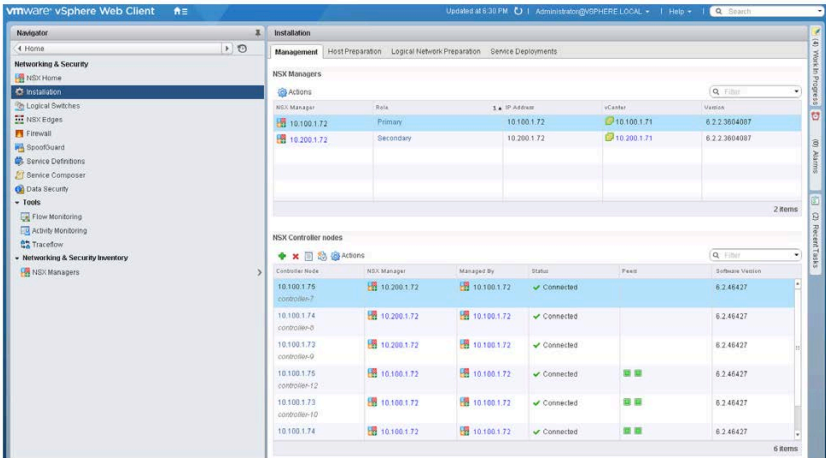 vmware® vSphere Web Client
Updated at 6:30 PM | Administrator@VSPHERE.LOCAL | Help | Search
Navigator
Home
Networking & Security
NSX Home
Installation
Logical Switches
NSX Edges
Firewall
SpoofGuard
Service Definitions
Service Composer
Data Security
Tools
Flow Monitoring
Activity Monitoring
Traceflow
Networking & Security Inventory
NSX Managers
Installation
Management Host Preparation Logical Network Preparation Service Deployments
NSX Managers
Actions Filter
NSX Manager Role 1 IP Address vCenter Version
10.100.1.72 Primary 10.100.1.72 10.100.1.71 6.2.2.3604087
10.200.1.72 Secondary 10.200.1.72 10.200.1.71 6.2.2.3604087
2 items
NSX Controller nodes
Actions Filter
Controller Node NSX Manager Managed By Status Peers Software Version
10.100.1.75 10.200.1.72 10.100.1.72 Connected 6.2.46427
controller-7
10.100.1.74 10.200.1.72 10.100.1.72 Connected 6.2.46427
10.100.1.73 10.200.1.72 10.100.1.72 Connected 6.2.46427
controller-9
10.100.1.75 10.100.1.72 10.100.1.72 Connected 6.2.46427
controller-12
10.100.1.73 10.100.1.72 10.100.1.72 Connected 6.2.46427
controller-10
10.100.1.74 10.100.1.72 10.100.1.72 Connected 6.2.46427
6 items
(4) Work In Progress
(0) Alarms
(2) Recent Tasks